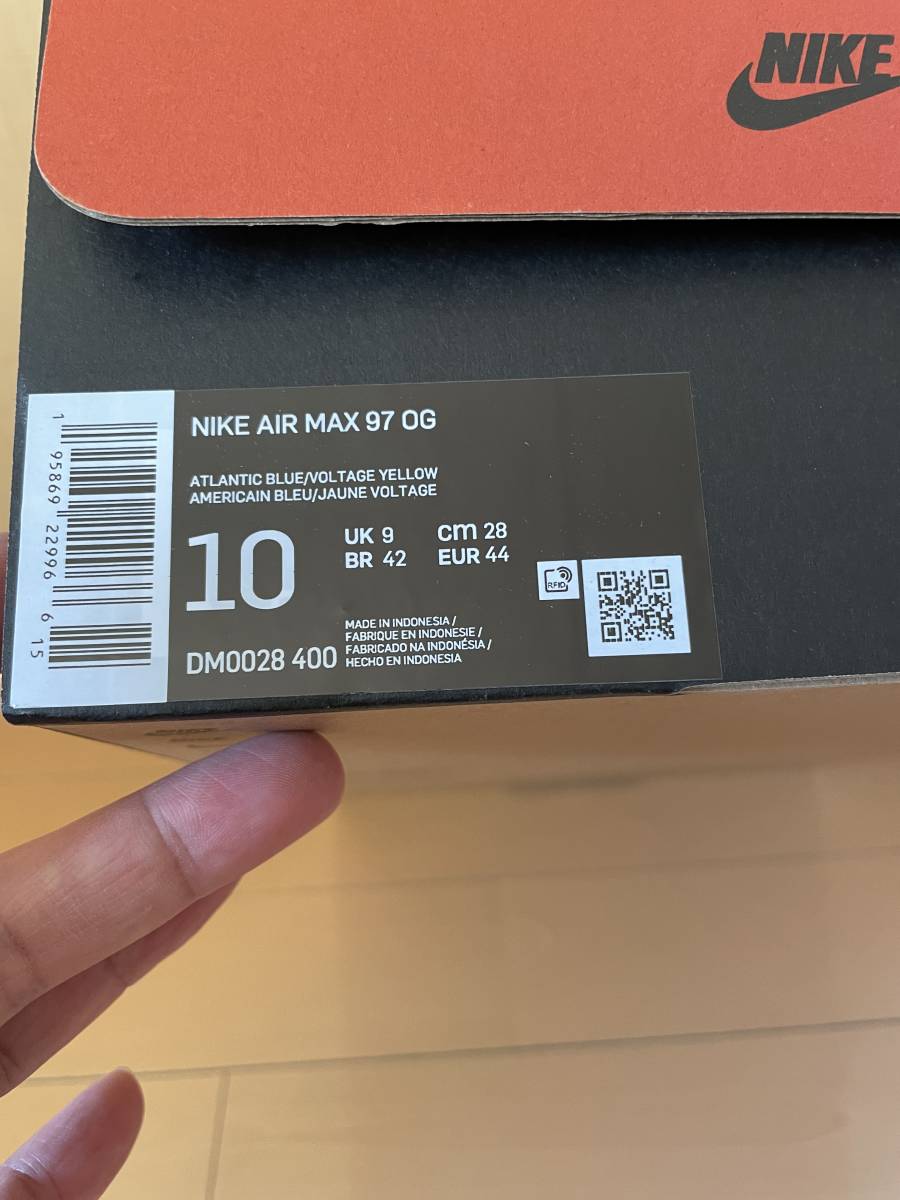 NIKE
NIKE AIR MAX 97 OG
ATLANTIC BLUE/VOLTAGE YELLOW
AMERICAIN BLEU/JAUNE VOLTAGE
10
UK 9 cm 28
BR 42 EUR 44
RFID
DM0028 400
MADE IN INDONESIA /
FABRIQUE EN INDONESIE /
FABRICADO NA INDONÉSIA /
HECHO EN INDONESIA
1 95869 22996 6 15